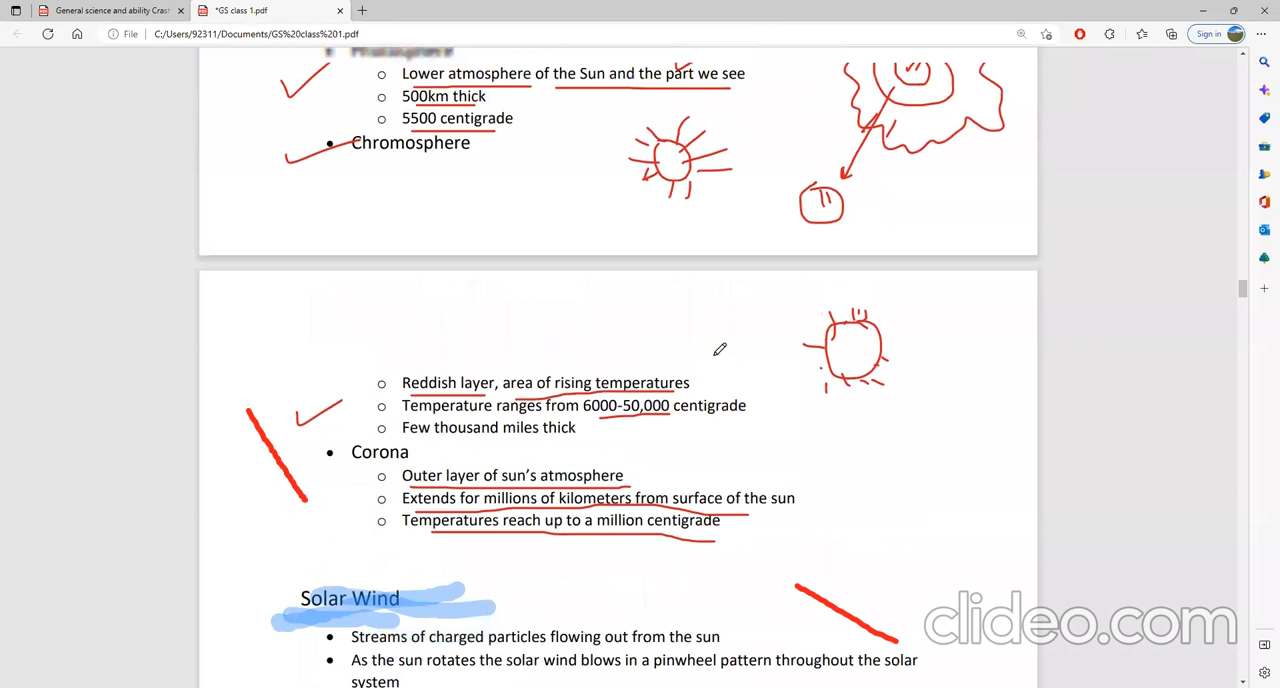 General science and ability Crash
*GS class 1.pdf
File
C:/Users/92311/Documents/GS%20class%201.pdf
Sign in
Lower atmosphere of the Sun and the part we see
500km thick
5500 centigrade
Chromosphere
Reddish layer, area of rising temperatures
Temperature ranges from 6000-50,000 centigrade
Few thousand miles thick
Corona
Outer layer of sun's atmosphere
Extends for millions of kilometers from surface of the sun
Temperatures reach up to a million centigrade
Solar Wind
Streams of charged particles flowing out from the sun
As the sun rotates the solar wind blows in a pinwheel pattern throughout the solar
system
clideo.com